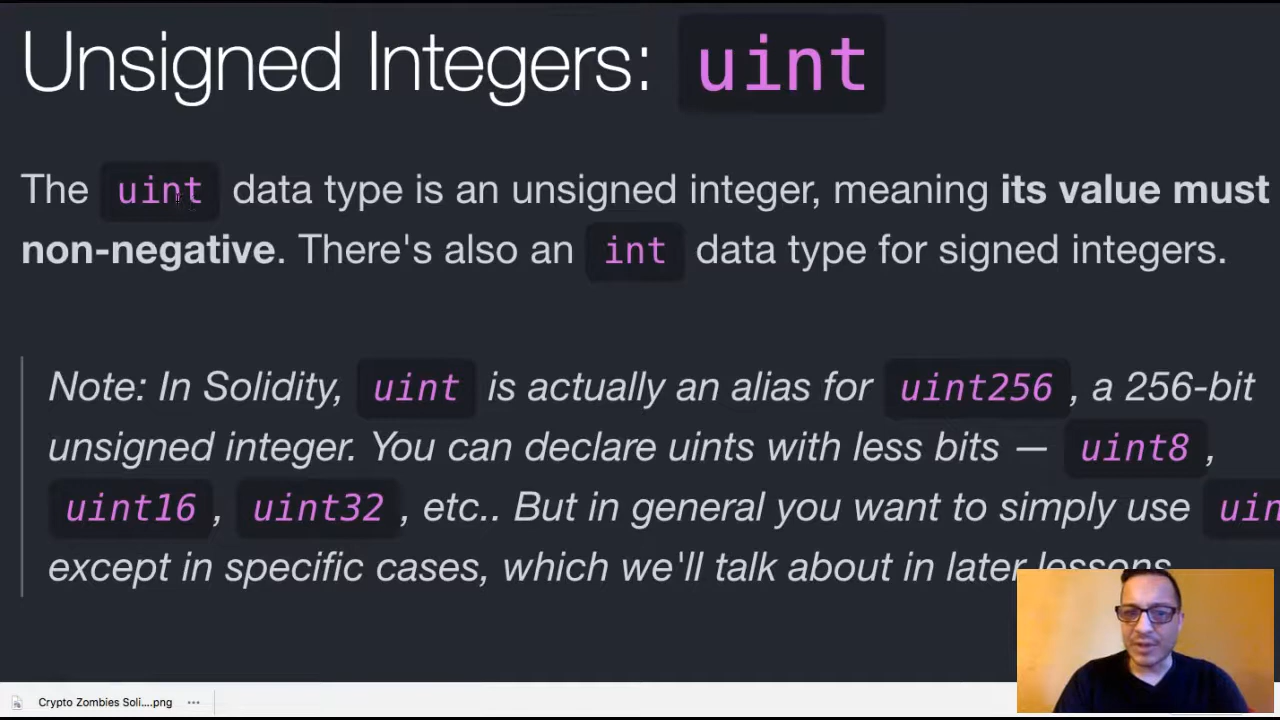 Unsigned Integers: uint
The uint data type is an unsigned integer, meaning its value must
non-negative. There's also an int data type for signed integers.
Note: In Solidity, uint is actually an alias for uint256, a 256-bit
unsigned integer. You can declare uints with less bits — uint8,
uint16, uint32, etc.. But in general you want to simply use
except in specific cases, which we'll talk about in later lessons.
Crypto Zombies Soli....png